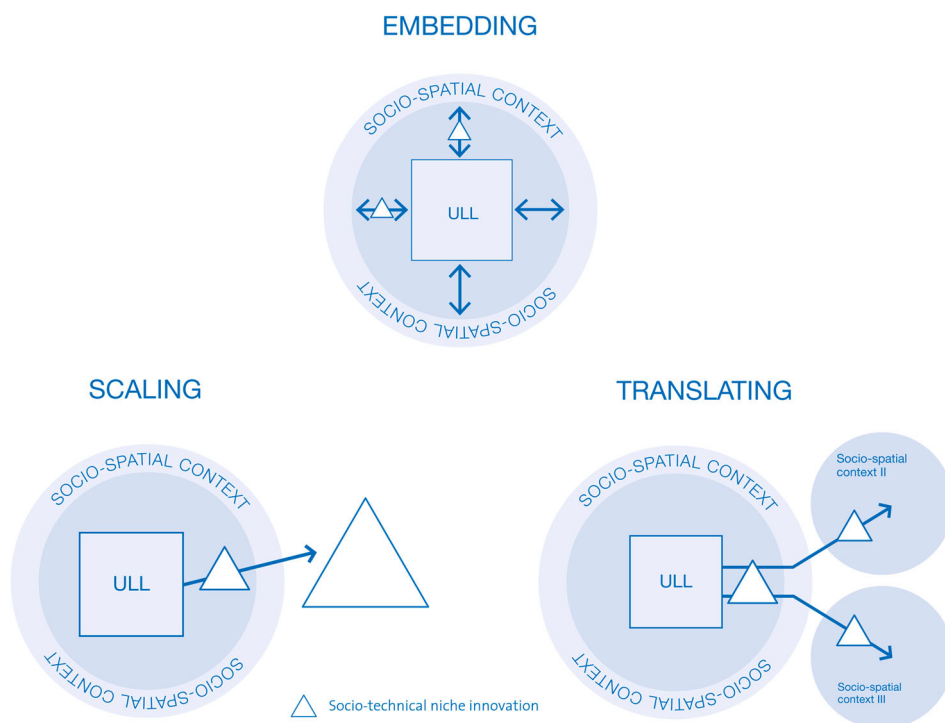 EMBEDDING
SOCIO-SPATIAL CONTEXT
ULL
SOCIO-SPATIAL CONTEXT
SCALING
SOCIO-SPATIAL CONTEXT
ULL
SOCIO-SPATIAL CONTEXT
TRANSLATING
SOCIO-SPATIAL CONTEXT
Socio-spatial
context II
ULL
SOCIO-SPATIAL CONTEXT
Socio-spatial
context III
Socio-technical niche innovation